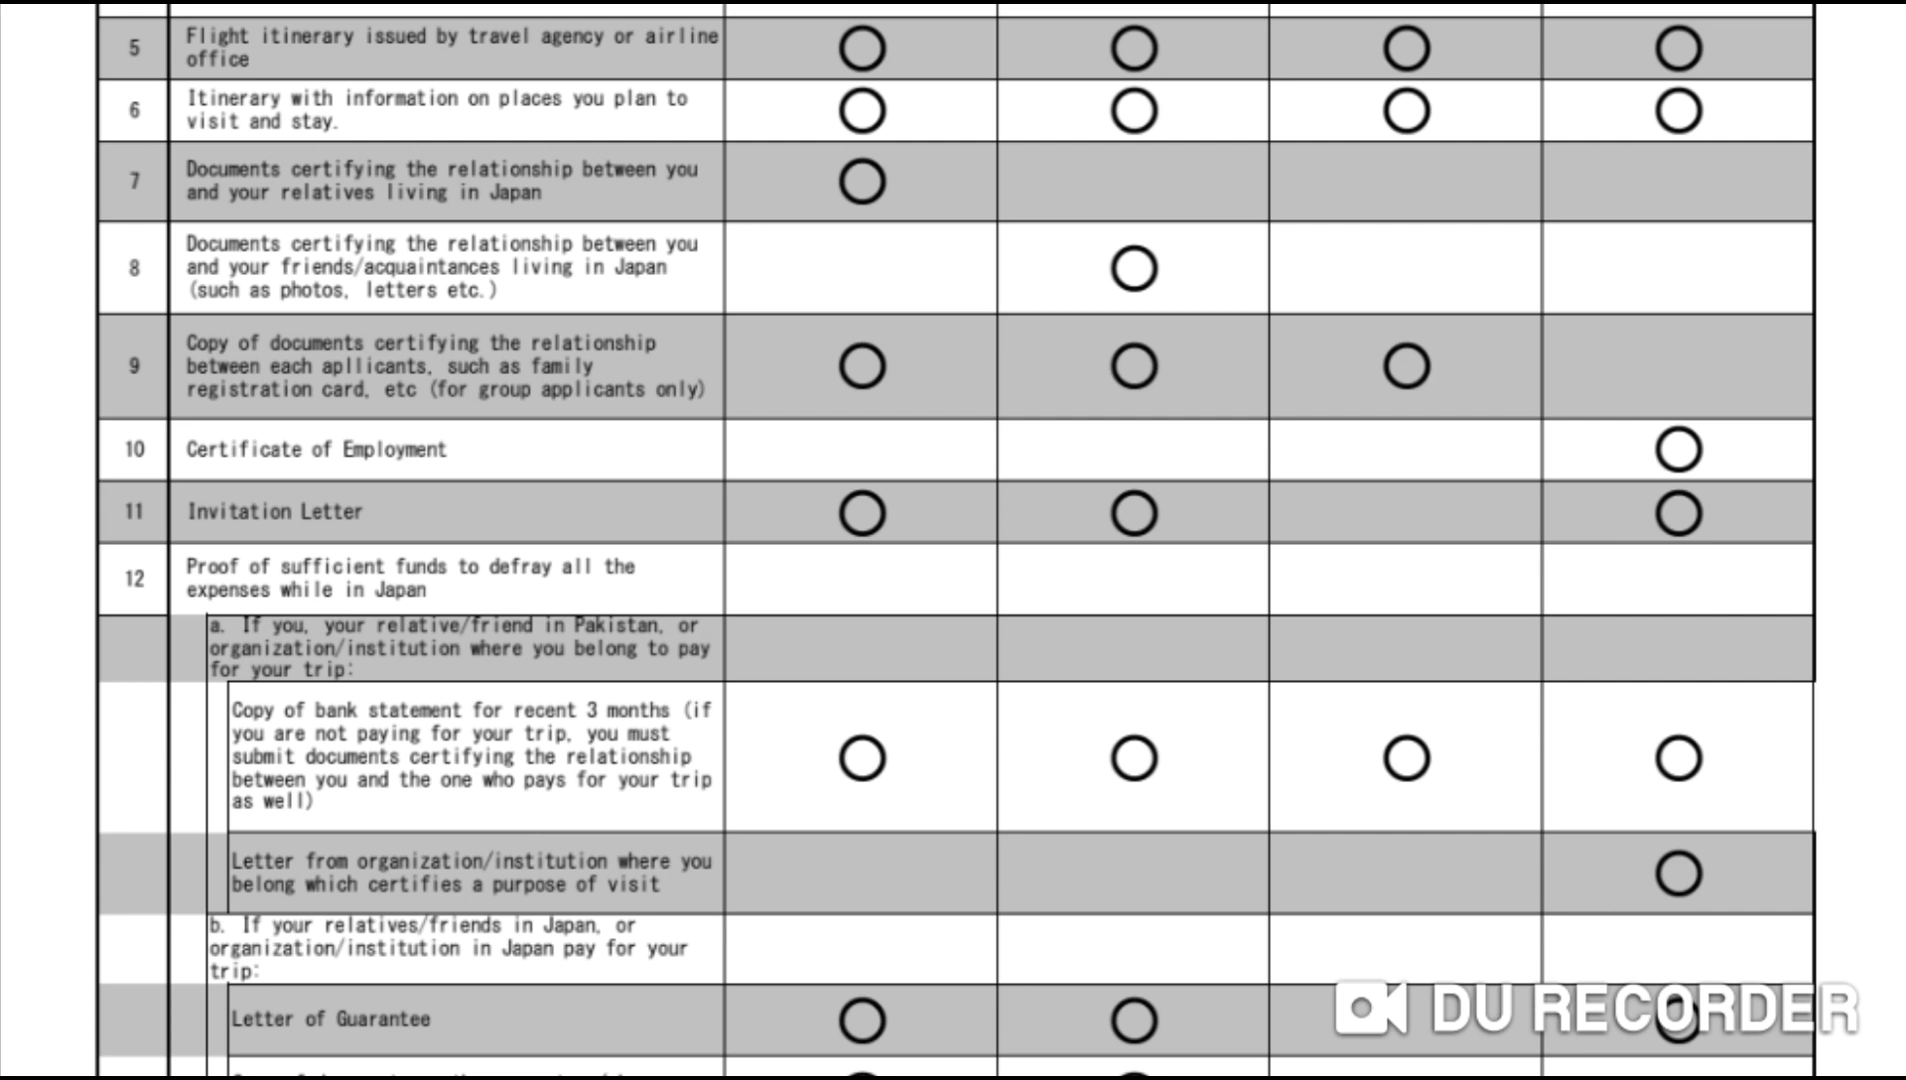 5
Flight itinerary issued by travel agency or airline
office
6
Itinerary with information on places you plan to
visit and stay.
7
Documents certifying the relationship between you
and your relatives living in Japan
8
Documents certifying the relationship between you
and your friends/acquaintances living in Japan
(such as photos, letters etc.)
9
Copy of documents certifying the relationship
between each apllicants, such as family
registration card, etc (for group applicants only)
10
Certificate of Employment
11
Invitation Letter
12
Proof of sufficient funds to defray all the
expenses while in Japan
a. If you, your relative/friend in Pakistan, or
organization/institution where you belong to pay
for your trip:
Copy of bank statement for recent 3 months (if
you are not paying for your trip, you must
submit documents certifying the relationship
between you and the one who pays for your trip
as well)
Letter from organization/institution where you
belong which certifies a purpose of visit
b. If your relatives/friends in Japan, or
organization/institution in Japan pay for your
trip:
Letter of Guarantee
DU RECORDER